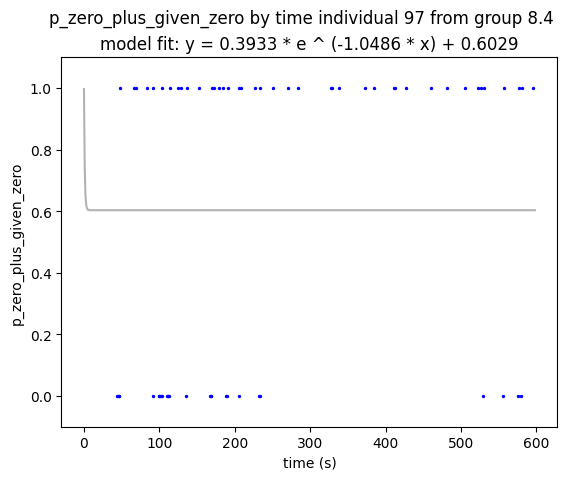 p_zero_plus_given_zero by time individual 97 from group 8.4
model fit: y = 0.3933 * e ^ (-1.0486 * x) + 0.6029
p_zero_plus_given_zero
1.0
0.8
0.6
0.4
0.2
0.0
0 100 200 300 400 500 600
time (s)